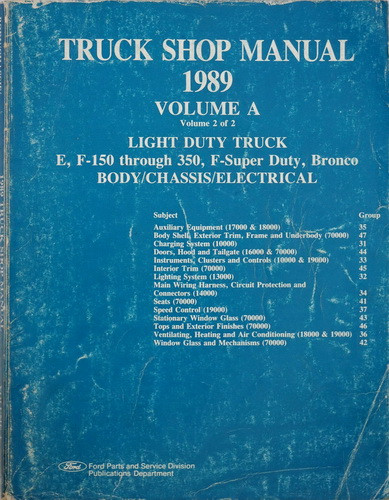 TRUCK SHOP MANUAL
1989
VOLUME A
Volume 2 of 2
LIGHT DUTY TRUCK
E, F-150 through 350, F-Super Duty, Bronco
BODY/CHASSIS/ELECTRICAL
Subject Group
Auxiliary Equipment (17000 & 18000) 35
Body Shell, Exterior Trim, Frame and Underbody (70000) 47
Charging System (10000) 31
Doors, Hood and Tailgate (16000 & 70000) 44
Instruments, Clusters and Controls (10000 & 19000) 33
Interior Trim (70000) 45
Lighting System (13000) 32
Main Wiring Harness, Circuit Protection and
Connectors (14000) 34
Seats (70000) 41
Speed Control (19000) 37
Stationary Window Glass (70000) 43
Tops and Exterior Finishes (70000) 46
Ventilating, Heating and Air Conditioning (18000 & 19000) 36
Window Glass and Mechanisms (70000) 42
Ford Ford Parts and Service Division
Publications Department